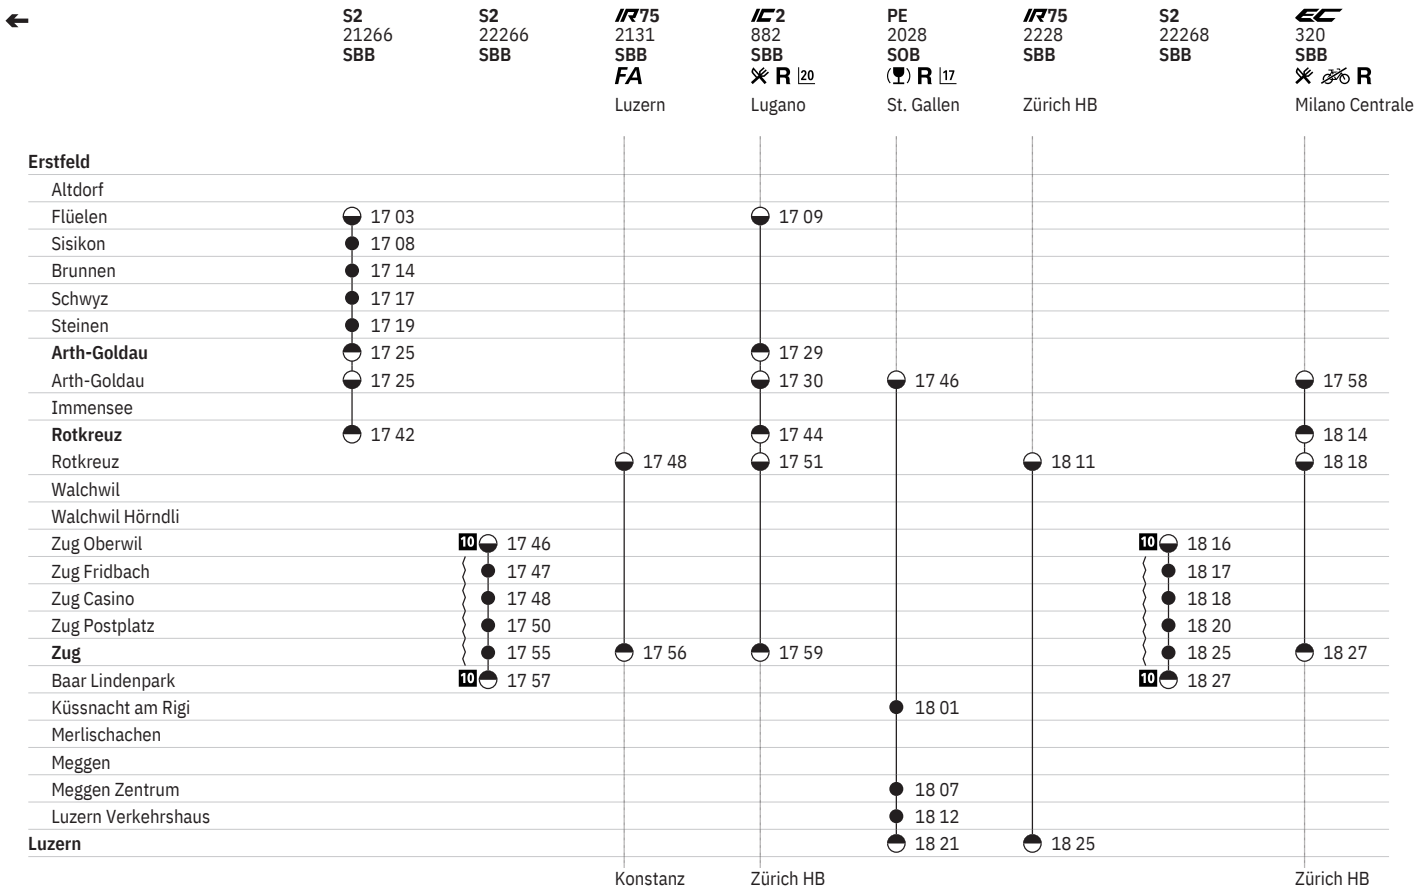 S2 S2 IR75 IC2 PE IR75 S2 EC
21266 22266 2131 882 2028 2228 22268 320
SBB SBB SBB SBB SOB SBB SBB SBB
FA R 20 R 17 R
Luzern Lugano St. Gallen Zürich HB Milano Centrale
Erstfeld
Altdorf
Flüelen 17 03 17 09
Sisikon 17 08
Brunnen 17 14
Schwyz 17 17
Steinen 17 19
Arth-Goldau 17 25 17 29
Arth-Goldau 17 25 17 30 17 46 17 58
Immensee
Rotkreuz 17 42 17 44 18 14
Rotkreuz 17 48 17 51 18 11 18 18
Walchwil
Walchwil Hörndli
Zug Oberwil 10 17 46 10 18 16
Zug Fridbach 17 47 18 17
Zug Casino 17 48 18 18
Zug Postplatz 17 50 18 20
Zug 17 55 17 56 17 59 18 25 18 27
Baar Lindenpark 10 17 57 10 18 27
Küssnacht am Rigi 18 01
Merlischachen
Meggen
Meggen Zentrum 18 07
Luzern Verkehrshaus 18 12
Luzern 18 21 18 25
Konstanz Zürich HB Zürich HB